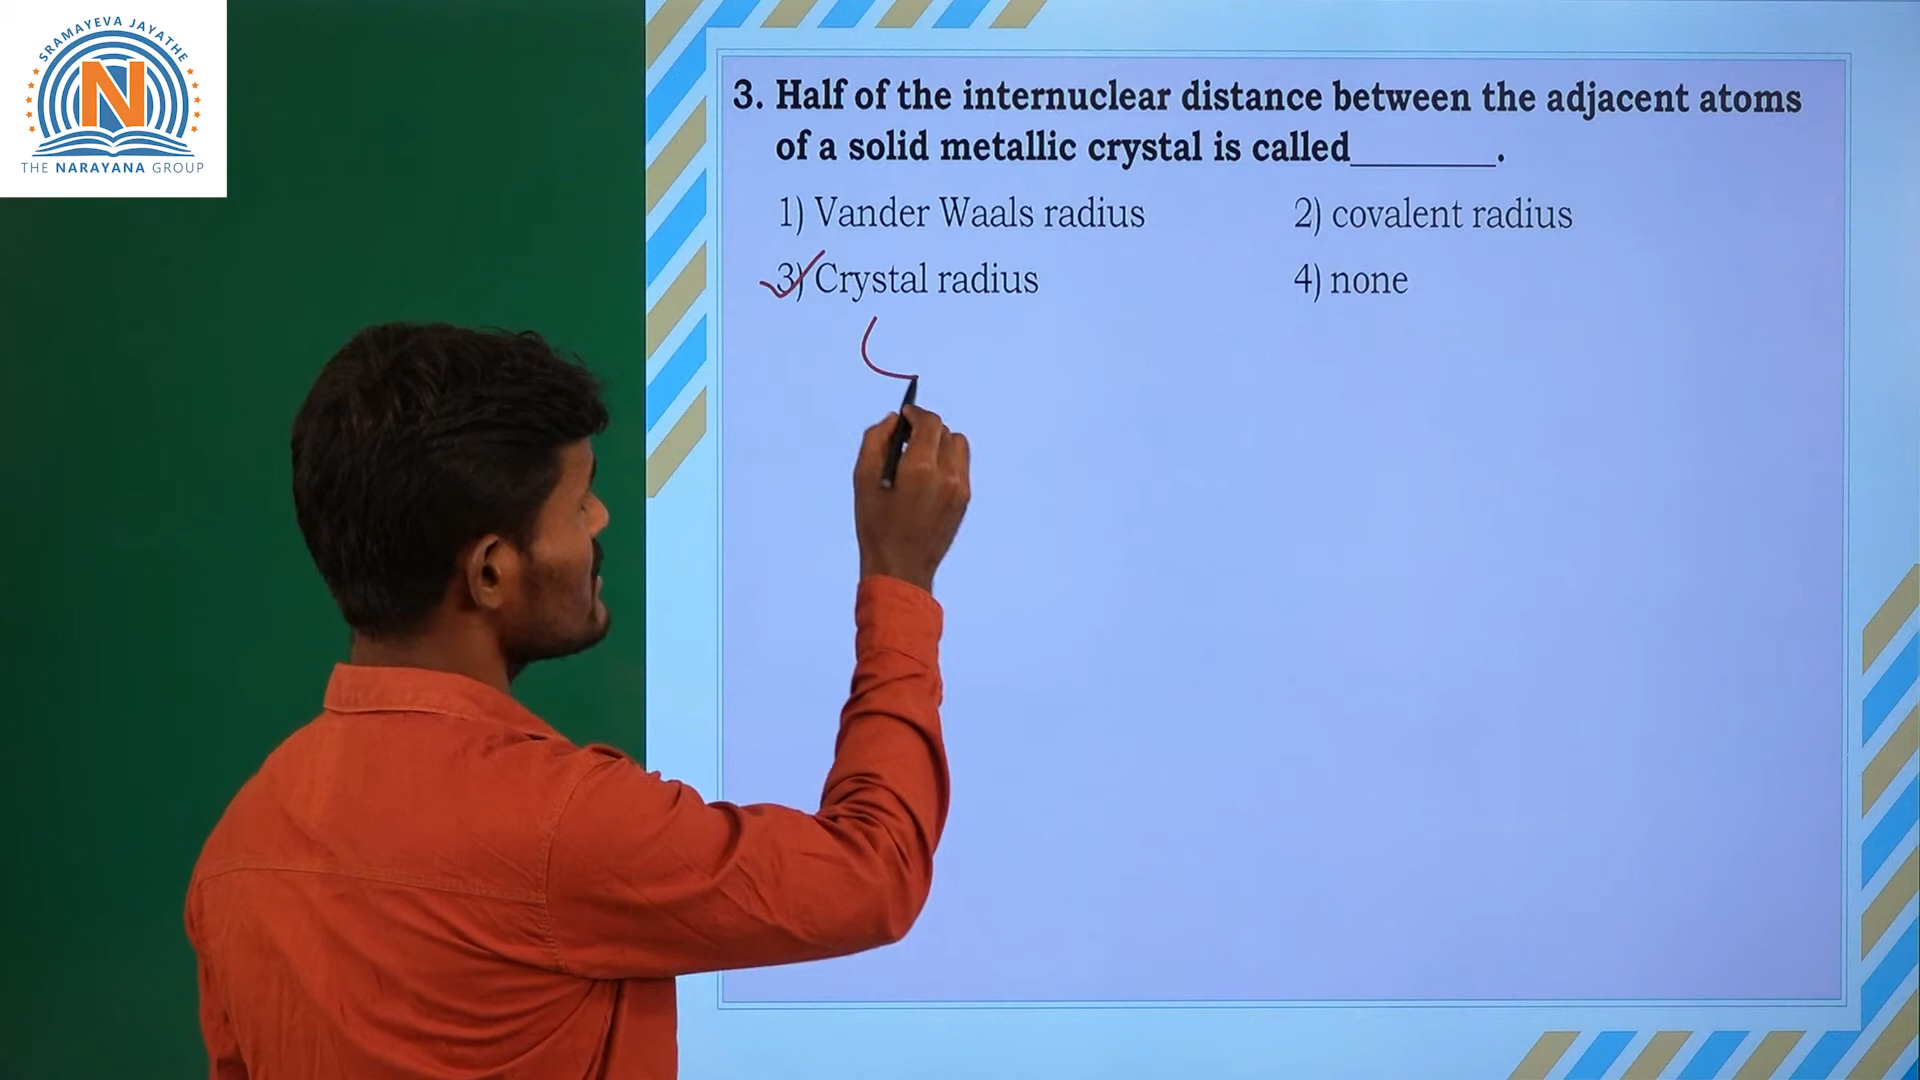 SRAMAYEVA JAYATHE
N
THE NARAYANA GROUP
3. Half of the internuclear distance between the adjacent atoms
of a solid metallic crystal is called________.
1) Vander Waals radius
2) covalent radius
3) Crystal radius
4) none